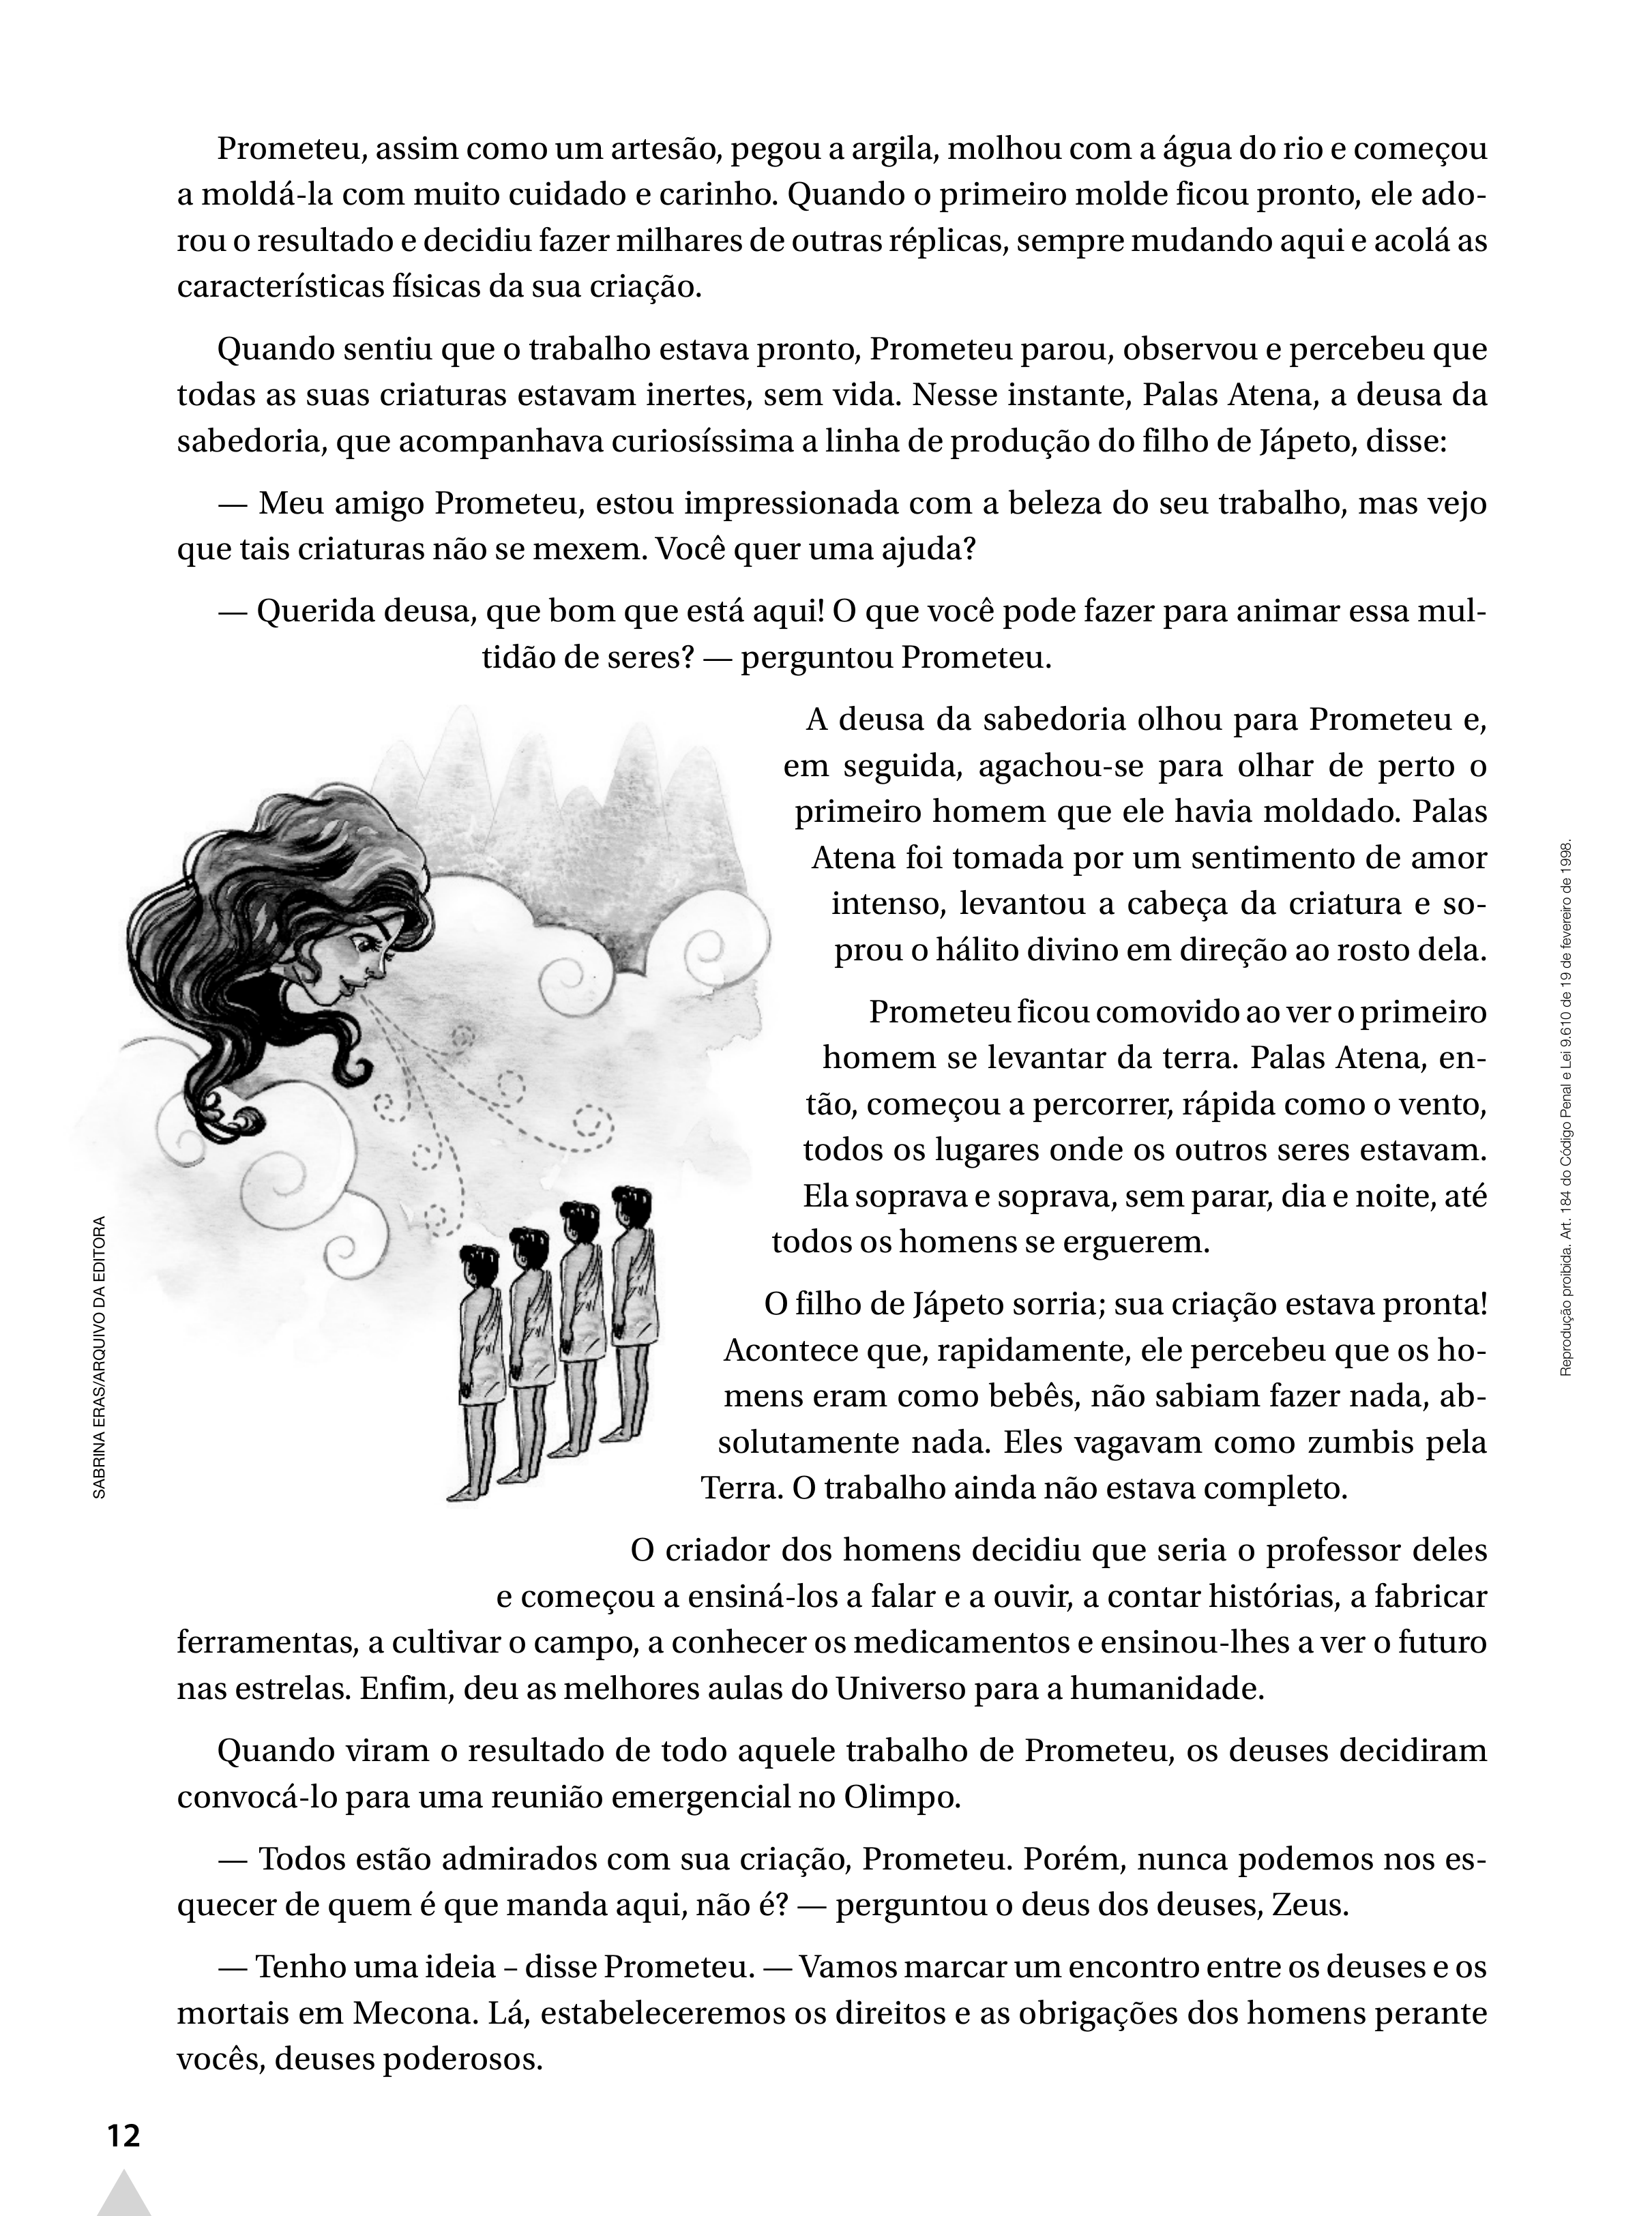 Prometeu, assim como um artesão, pegou a argila, molhou com a água do rio e começou
a moldá-la com muito cuidado e carinho. Quando o primeiro molde ficou pronto, ele ado-
rou o resultado e decidiu fazer milhares de outras réplicas, sempre mudando aqui e acolá as
características físicas da sua criação.
Quando sentiu que o trabalho estava pronto, Prometeu parou, observou e percebeu que
todas as suas criaturas estavam inertes, sem vida. Nesse instante, Palas Atena, a deusa da
sabedoria, que acompanhava curiosíssima a linha de produção do filho de Jápeto, disse:
— Meu amigo Prometeu, estou impressionada com a beleza do seu trabalho, mas vejo
que tais criaturas não se mexem. Você quer uma ajuda?
— Querida deusa, que bom que está aqui! O que você pode fazer para animar essa mul-
tidão de seres? — perguntou Prometeu.
A deusa da sabedoria olhou para Prometeu e,
em seguida, agachou-se para olhar de perto o
primeiro homem que ele havia moldado. Palas
Atena foi tomada por um sentimento de amor
intenso, levantou a cabeça da criatura e so-
prou o hálito divino em direção ao rosto dela.
Prometeu ficou comovido ao ver o primeiro
homem se levantar da terra. Palas Atena, en-
tão, começou a percorrer, rápida como o vento,
todos os lugares onde os outros seres estavam.
Ela soprava e soprava, sem parar, dia e noite, até
todos os homens se erguerem.
O filho de Jápeto sorria; sua criação estava pronta!
Acontece que, rapidamente, ele percebeu que os ho-
mens eram como bebês, não sabiam fazer nada, ab-
solutamente nada. Eles vagavam como zumbis pela
Terra. O trabalho ainda não estava completo.
O criador dos homens decidiu que seria o professor deles
e começou a ensiná-los a falar e a ouvir, a contar histórias, a fabricar
ferramentas, a cultivar o campo, a conhecer os medicamentos e ensinou-lhes a ver o futuro
nas estrelas. Enfim, deu as melhores aulas do Universo para a humanidade.
Quando viram o resultado de todo aquele trabalho de Prometeu, os deuses decidiram
convocá-lo para uma reunião emergencial no Olimpo.
— Todos estão admirados com sua criação, Prometeu. Porém, nunca podemos nos es-
quecer de quem é que manda aqui, não é? — perguntou o deus dos deuses, Zeus.
— Tenho uma ideia – disse Prometeu. — Vamos marcar um encontro entre os deuses e os
mortais em Mecona. Lá, estabeleceremos os direitos e as obrigações dos homens perante
vocês, deuses poderosos.
SABRINA ERAS/ARQUIVO DA EDITORA
Reprodução proibida. Art. 184 do Código Penal e Lei 9.610 de 19 de fevereiro de 1998.
12